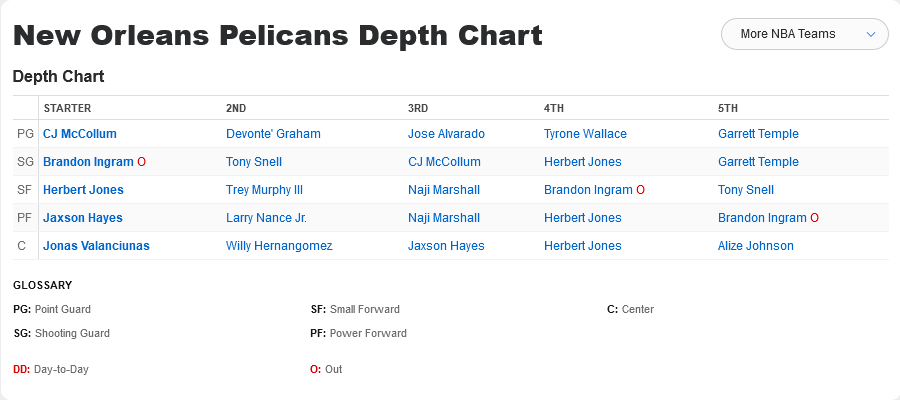 New Orleans Pelicans Depth Chart
More NBA Teams
Depth Chart
STARTER 2ND 3RD 4TH 5TH
PG CJ McCollum Devonte' Graham Jose Alvarado Tyrone Wallace Garrett Temple
SG Brandon Ingram O Tony Snell CJ McCollum Herbert Jones Garrett Temple
SF Herbert Jones Trey Murphy III Naji Marshall Brandon Ingram O Tony Snell
PF Jaxson Hayes Larry Nance Jr. Naji Marshall Herbert Jones Brandon Ingram O
C Jonas Valanciunas Willy Hernangomez Jaxson Hayes Herbert Jones Alize Johnson
GLOSSARY
PG: Point Guard SF: Small Forward C: Center
SG: Shooting Guard PF: Power Forward
DD: Day-to-Day O: Out